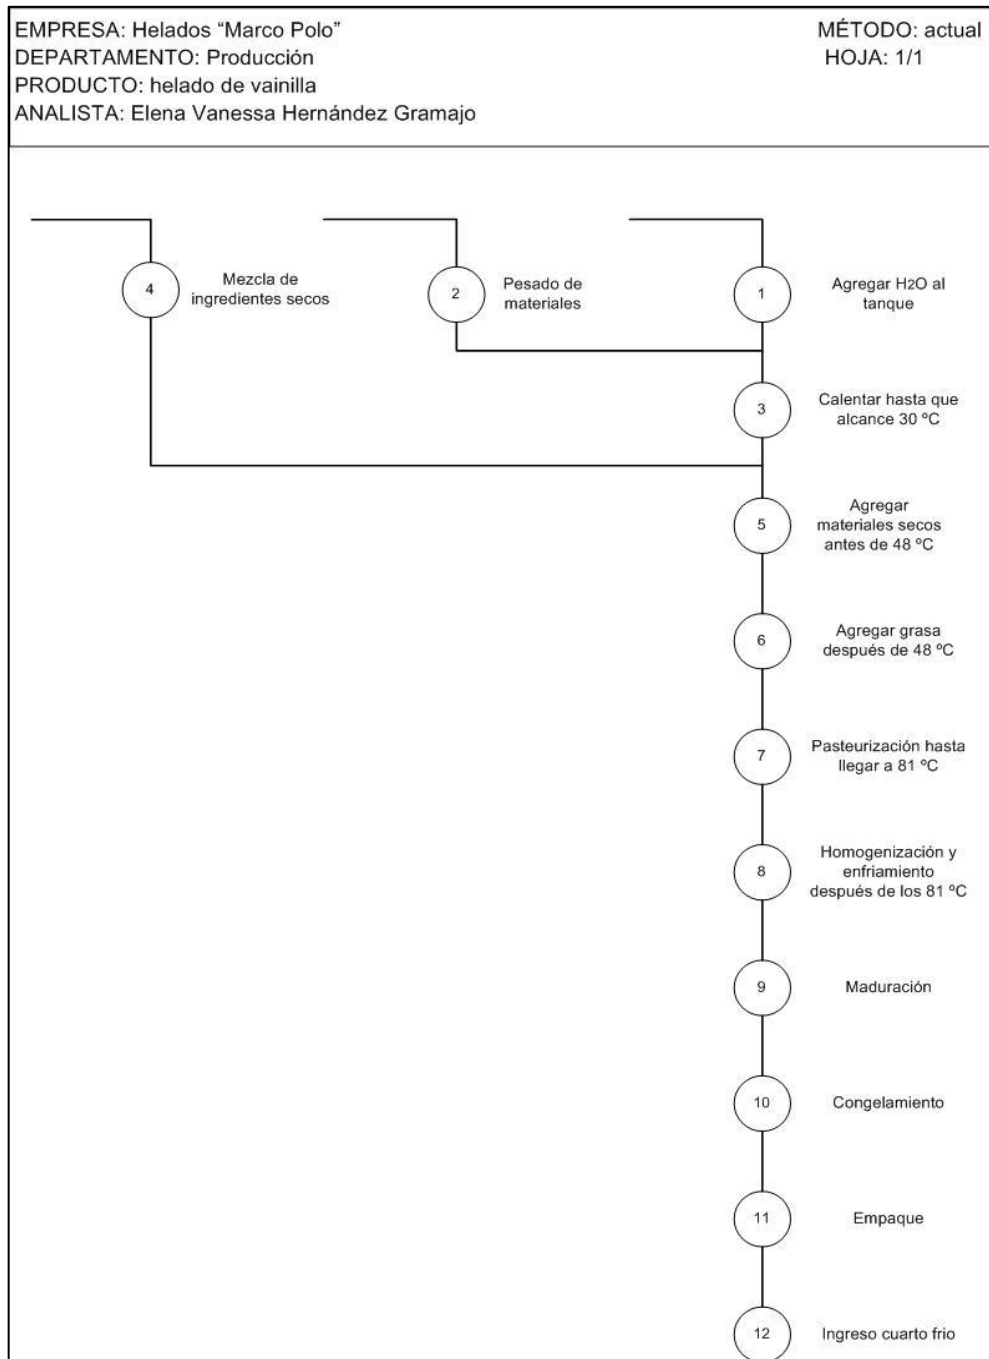 EMPRESA: Helados “Marco Polo”
MÉTODO: actual
DEPARTAMENTO: Producción
HOJA: 1/1
PRODUCTO: helado de vainilla
ANALISTA: Elena Vanessa Hernández Gramajo
4
Mezcla de
ingredientes secos
2
Pesado de
materiales
1
Agregar H2O al
tanque
3
Calentar hasta que
alcance 30 ºC
5
Agregar
materiales secos
antes de 48 ºC
6
Agregar grasa
después de 48 ºC
7
Pasteurización hasta
llegar a 81 ºC
8
Homogenización y
enfriamiento
después de los 81 ºC
9
Maduración
10
Congelamiento
11
Empaque
12
Ingreso cuarto frio